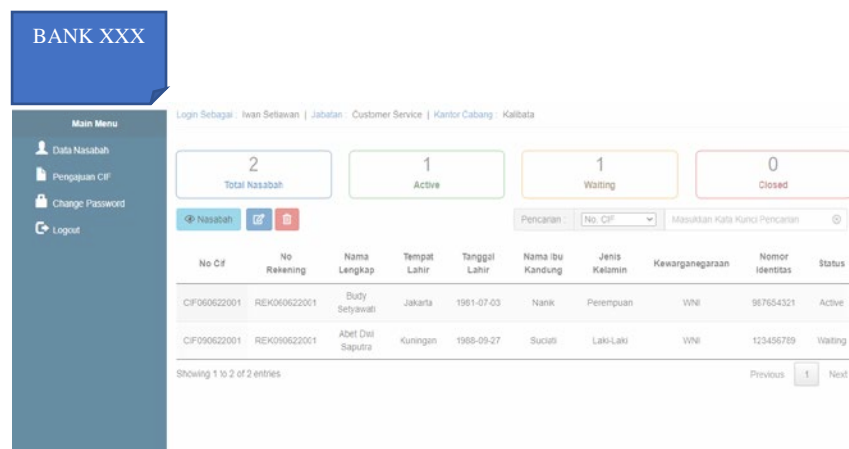 BANK XXX
Main Menu
Data Nasabah
Pengajuan CIF
Change Password
Logout
Login Sebagai : Iwan Setiawan | Jabatan : Customer Service | Kantor Cabang : Kalibata
2 1 1 0
Total Nasabah Active Waiting Closed
Nasabah Pencarian : No. CIF Masukkan Kata Kunci Pencarian
No Cif No Rekening Nama Lengkap Tempat Lahir Tanggal Lahir Nama Ibu Kandung Jenis Kelamin Kewarganegaraan Nomor Identitas Status
CIF060622001 REK060622001 Budy Setyawati Jakarta 1981-07-03 Nanik Perempuan WNI 987654321 Active
CIF090622001 REK090622001 Abet Dwi Saputra Kuningan 1988-09-27 Suciati Laki-Laki WNI 123456789 Waiting
Showing 1 to 2 of 2 entries Previous 1 Next